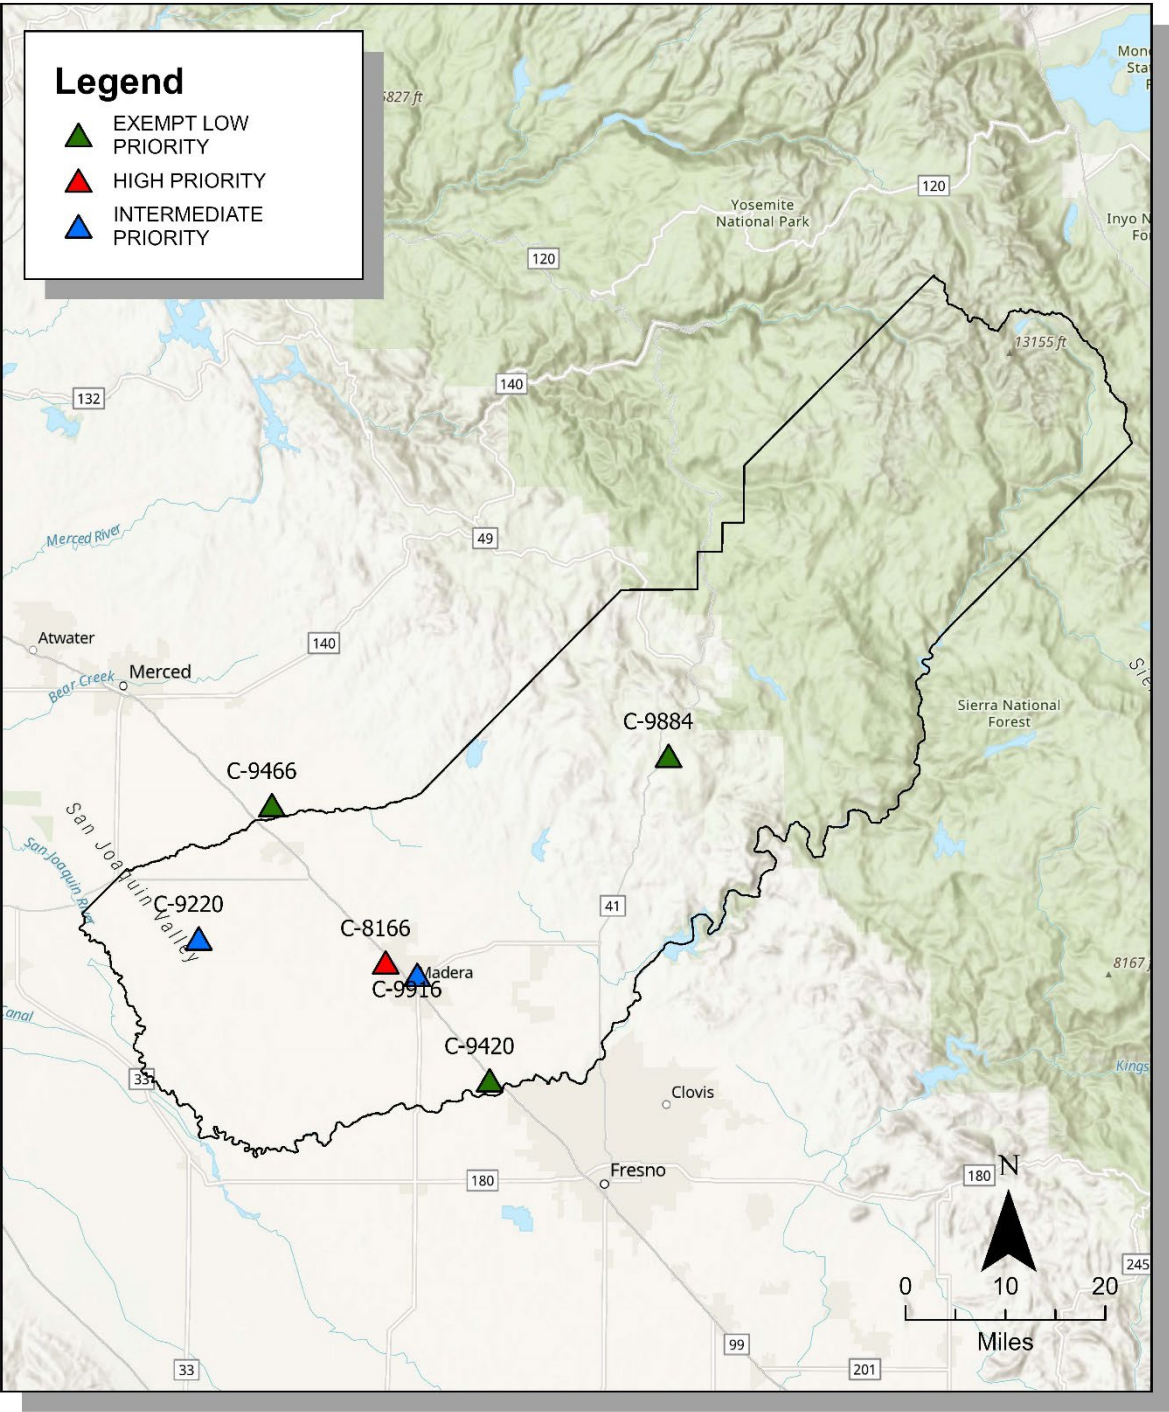 Legend
EXEMPT LOW
PRIORITY
HIGH PRIORITY
INTERMEDIATE
PRIORITY
ft
Yosemite
National Park
120
120
13155 ft
140
132
Merced River
49
Atwater
140
Merced
Bear Creek
Sierra National
Forest
C-9884
C-9466
San Joaquin Valley
San Joaquin River
C-9220
41
C-8166
Madera
C-9916
8167
Canal
C-9420
33
Clovis
Kings
Fresno
180
180
N
245
0 10 20
Miles
99
33
201